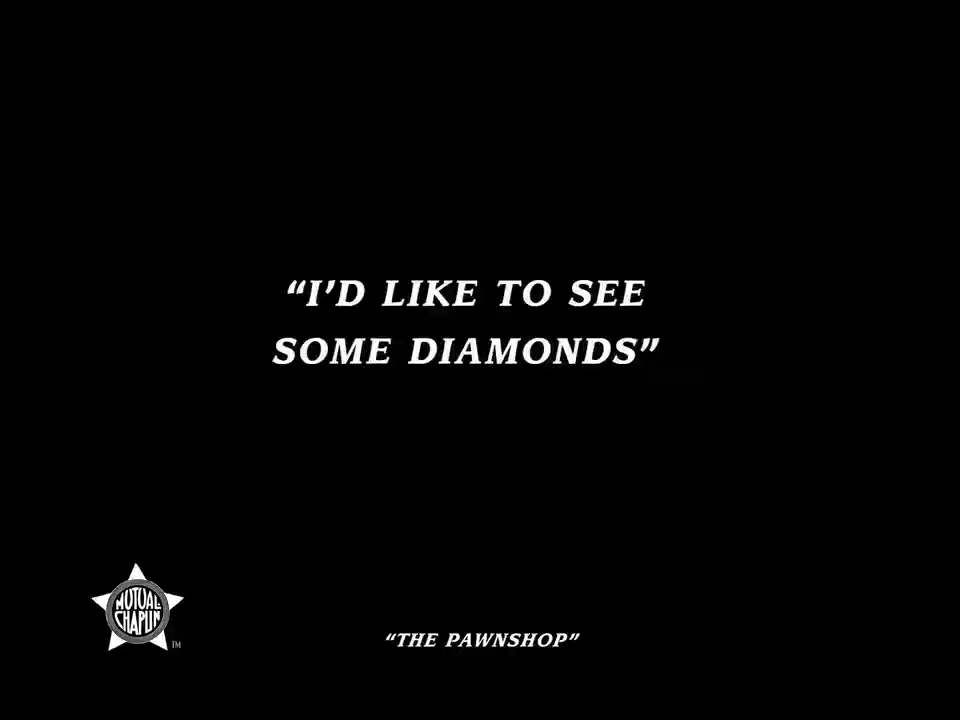 “I’D LIKE TO SEE
SOME DIAMONDS”
MUTUAL-
CHAPLIN
TM
“THE PAWNSHOP”